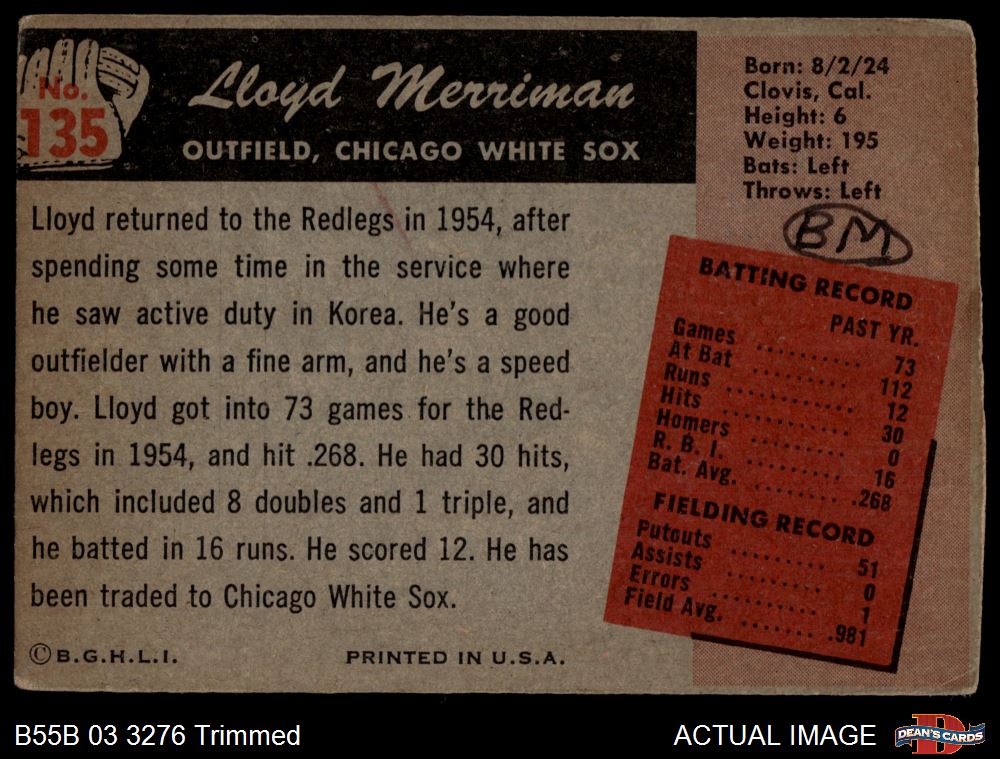 No.
135
Lloyd Merriman
OUTFIELD, CHICAGO WHITE SOX
Born: 8/2/24
Clovis, Cal.
Height: 6
Weight: 195
Bats: Left
Throws: Left
BM
Lloyd returned to the Redlegs in 1954, after
spending some time in the service where
he saw active duty in Korea. He's a good
outfielder with a fine arm, and he's a speed
boy. Lloyd got into 73 games for the Red-
legs in 1954, and hit .268. He had 30 hits,
which included 8 doubles and 1 triple, and
he batted in 16 runs. He scored 12. He has
been traded to Chicago White Sox.
BATTING RECORD
PAST YR.
Games .......... 73
At Bat .......... 112
Runs ............ 12
Hits ............ 30
Homers .......... 0
R. B. I. .......... 16
Bat. Avg. ........ .268
FIELDING RECORD
Putouts ........ 51
Assists ........ 0
Errors ......... 1
Field Avg. ....... .981
© B.G.H.L.I.
PRINTED IN U.S.A.
B55B 03 3276 Trimmed
ACTUAL IMAGE
DEAN'S CARDS